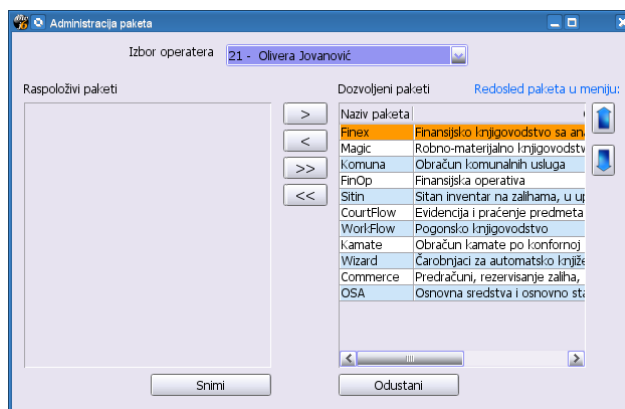 Administracija paketa
Izbor operatera 21 - Olivera Jovanović
Raspoloživi paketi
Dozvoljeni paketi Redosled paketa u meniju:
>
<
>>
<<
Naziv paketa
Finex Finansijsko knjigovodstvo sa ana
Magic Robno-materijalno knjigovodstv
Komuna Obračun komunalnih usluga
FinOp Finansijska operativa
Sitin Sitan inventar na zalihama, u up
CourtFlow Evidencija i praćenje predmeta
WorkFlow Pogonsko knjigovodstvo
Kamate Obračun kamate po konfornoj
Wizard Čarobnjaci za automatsko knjiže
Commerce Predračuni, rezervisanje zaliha,
OSA Osnovna sredstva i osnovno sta
Snimi Odustani